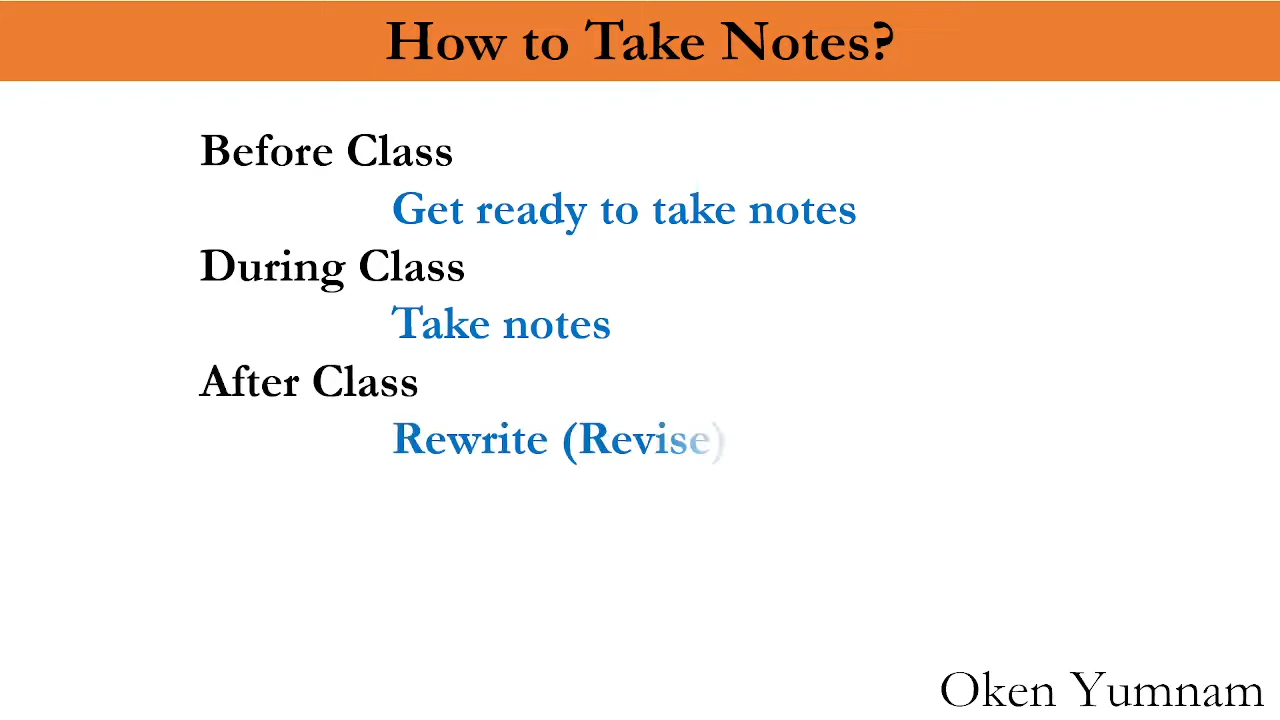 How to Take Notes?
Before Class
Get ready to take notes
During Class
Take notes
After Class
Rewrite (Revise)
Oken Yumnam